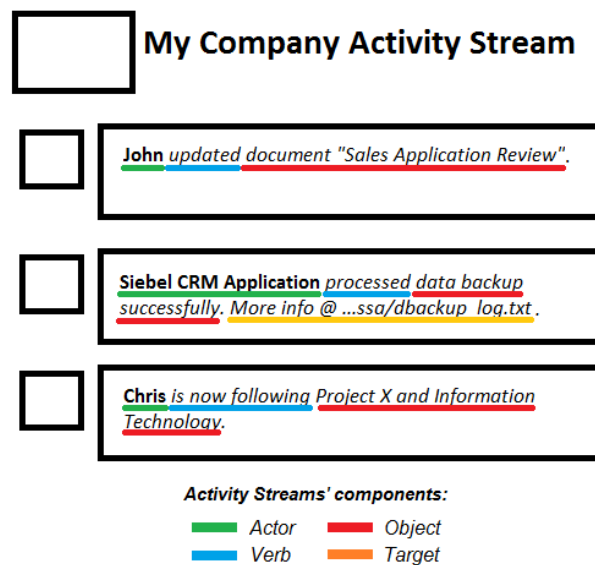 My Company Activity Stream
John updated document "Sales Application Review".
Siebel CRM Application processed data backup
successfully. More info @ ...ssa/dbackup_log.txt .
Chris is now following Project X and Information
Technology.
Activity Streams' components:
Actor Object
Verb Target